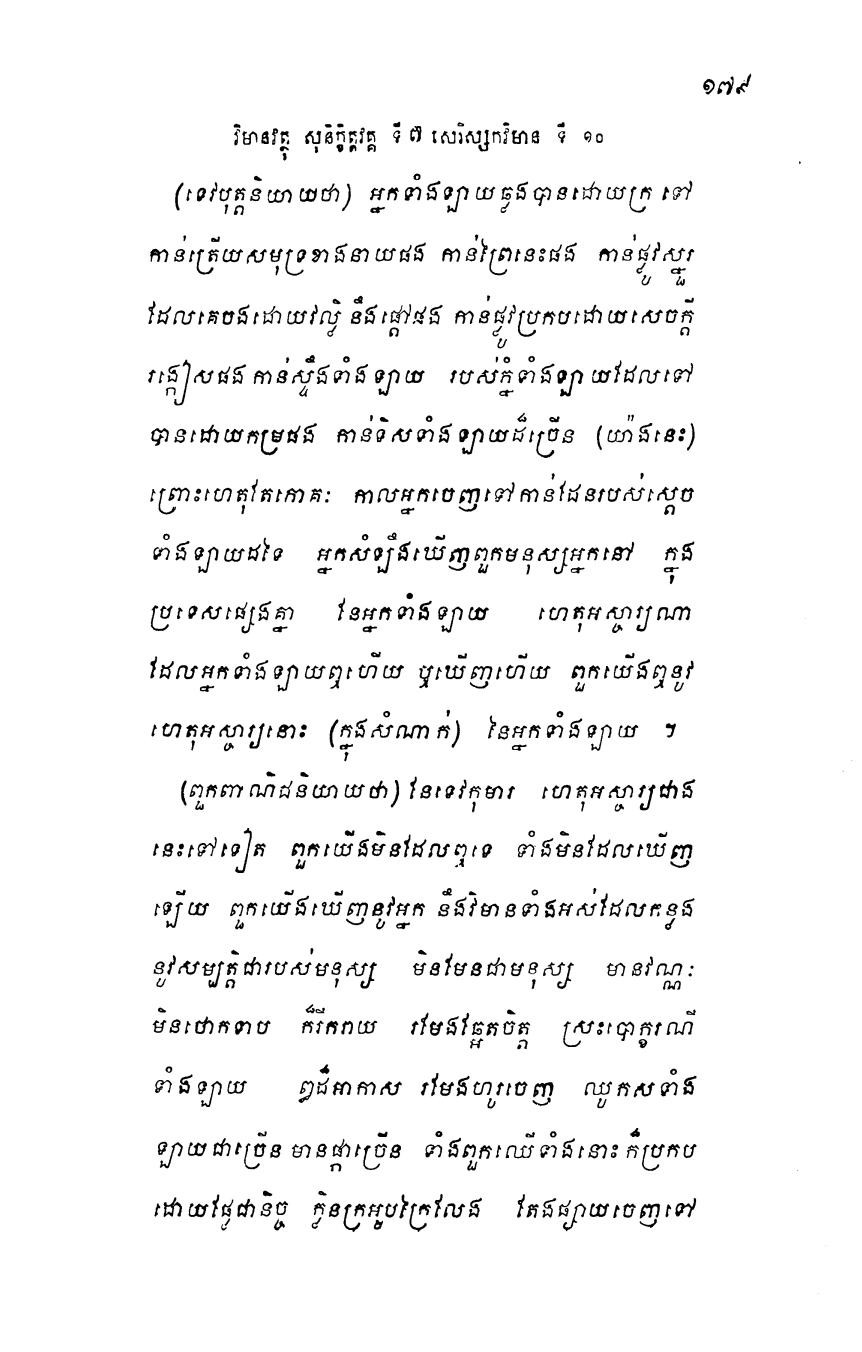 ១៧៩
វិមានវត្ថុ សុនិក្ខិត្តវគ្គ ទី ៧ សេរិស្សកវិមាន ទី ១០
(ទេវបុត្តនិយាយថា) អ្នកទាំងឡាយឆ្លងបានដោយក្រ ទៅ
កាន់ត្រើយសមុទ្រខាងនាយផង កាន់ព្រៃនេះផង កាន់ផ្លូវស្នួរ
ដែលគេចងដោយវល្លិ៍ នឹងផ្តៅផង កាន់ផ្លូវប្រកបដោយសេចក្តី
រង្កៀសផង កាន់ស្ទឹងទាំងឡាយ របស់ភ្នំទាំងឡាយដែលទៅ
បានដោយកម្រផង កាន់ទិសទាំងឡាយដ៏ច្រើន (យ៉ាងនេះ)
ព្រោះហេតុតែភោគៈ កាលអ្នកចេញទៅកាន់ដែនរបស់ស្តេច
ទាំងឡាយដទៃ អ្នកសំឡឹងឃើញពួកមនុស្សអ្នកនៅ ក្នុង
ប្រទេសផ្សេងគ្នា នែអ្នកទាំងឡាយ ហេតុអស្ចារ្យណា
ដែលអ្នកទាំងឡាយឮហើយ ឬឃើញហើយ ពួកយើងឮនូវ
ហេតុអស្ចារ្យនោះ (ក្នុងសំណាក់) នៃអ្នកទាំងឡាយ ។
(ពួកពាណិជនិយាយថា) នែទេវកុមារ ហេតុអស្ចារ្យជាង
នេះទៅទៀត ពួកយើងមិនដែលឮទេ ទាំងមិនដែលឃើញ
ឡើយ ពួកយើងឃើញនូវអ្នក នឹងវិមានទាំងអស់ដែលកន្លង
នូវសម្បត្តិជារបស់មនុស្ស មិនមែនជាមនុស្ស មានវណ្ណៈ
មិនថោកទាប ក៏រីករាយ រមែងឆ្អែតចិត្ត ស្រះបោក្ខរណី
ទាំងឡាយ ឰដ៏អាកាស រមែងហូរចេញ ឈូកសទាំង
ឡាយជាច្រើន មានផ្កាច្រើន ទាំងពួកឈើទាំងនោះ ក៏ប្រកប
ដោយផ្លែជានិច្ច ក្លិនក្រអូបក្រៃលែង តែងផ្សាយចេញទៅ